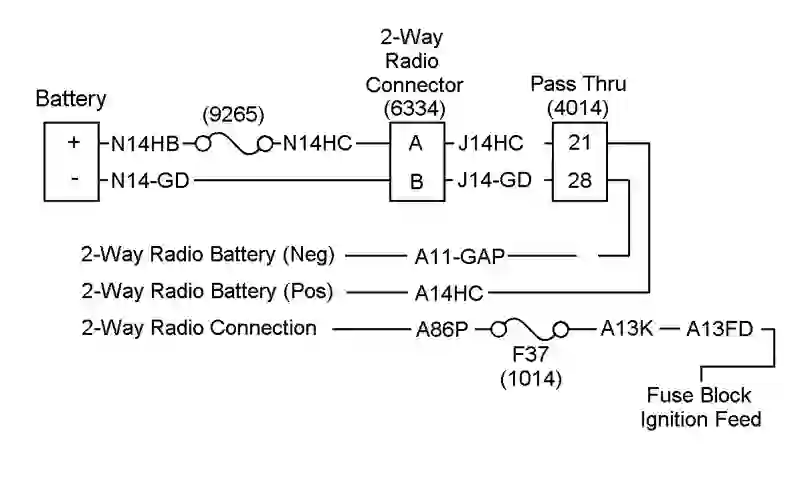 2-Way
Radio
Connector
(6334)
Pass Thru
(4014)
Battery
(9265)
+ N14HB N14HC A J14HC 21
- N14-GD B J14-GD 28
2-Way Radio Battery (Neg) A11-GAP
2-Way Radio Battery (Pos) A14HC
2-Way Radio Connection A86P A13K A13FD
F37
(1014)
Fuse Block
Ignition Feed